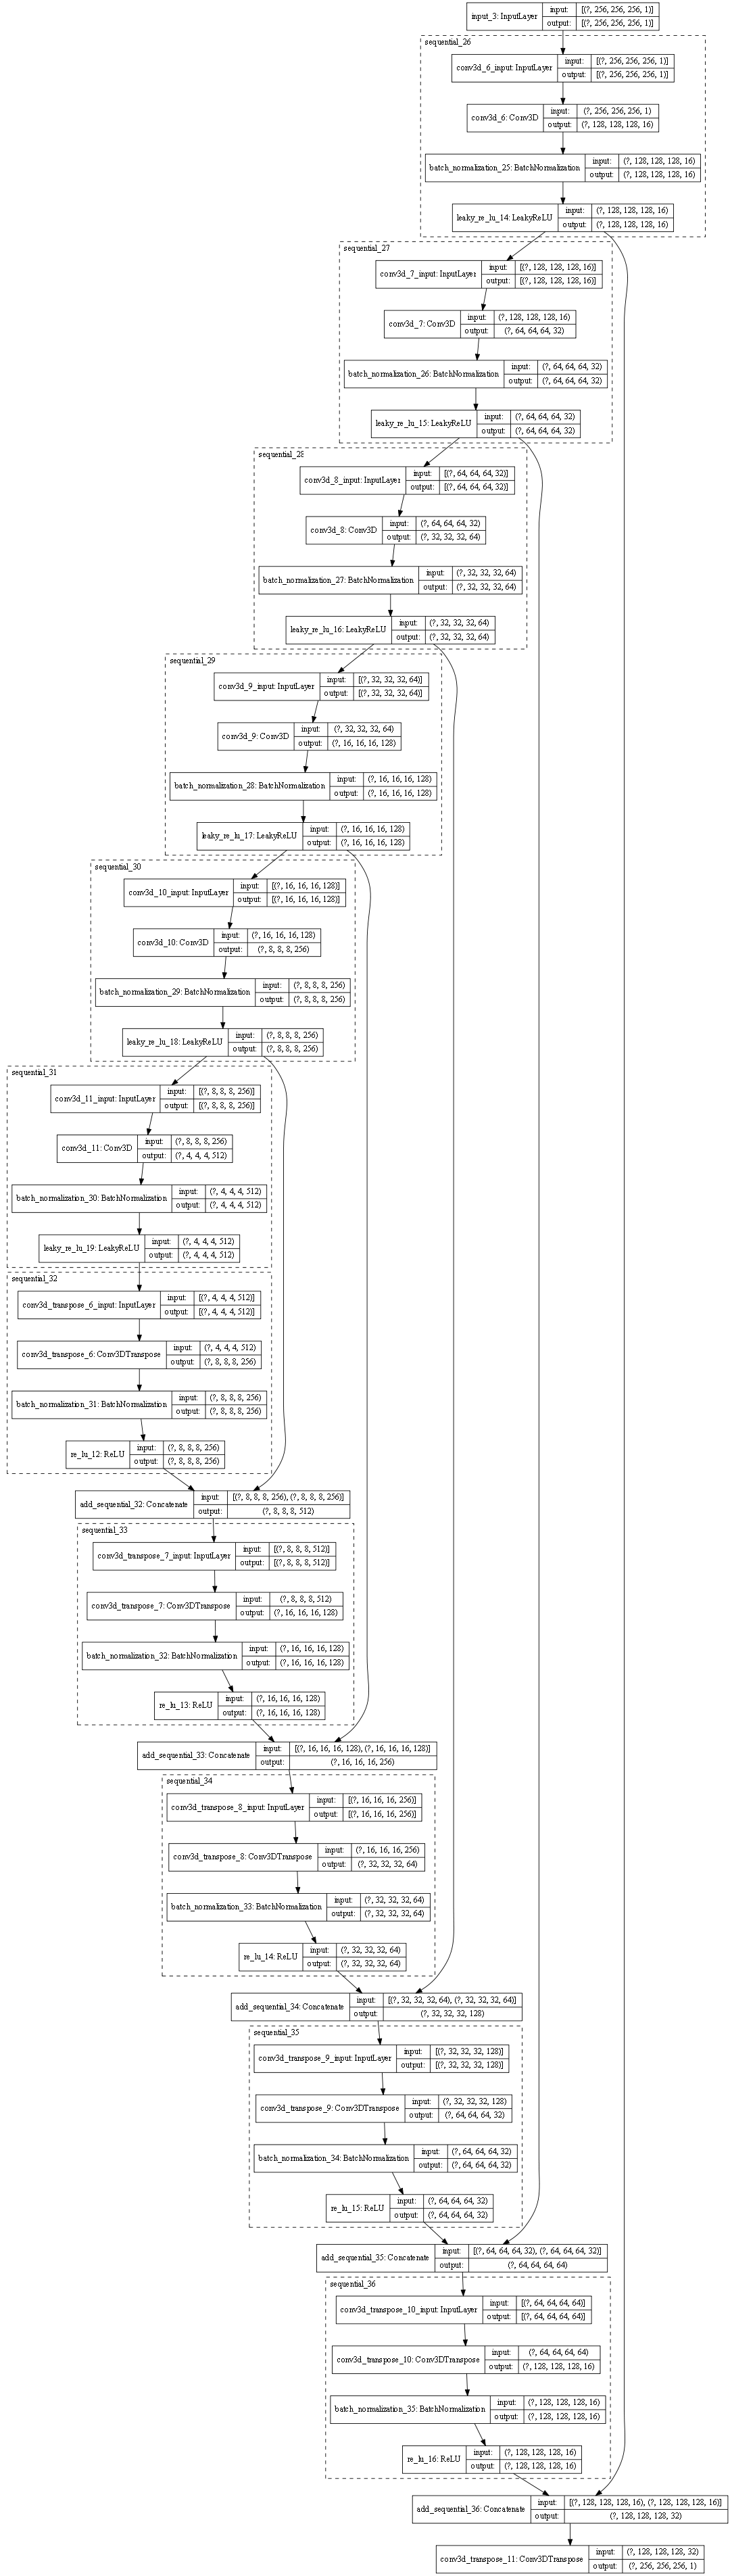 input_3: InputLayer input: [(?, 256, 256, 256, 1)]
output: [(?, 256, 256, 256, 1)]
sequential_26
conv3d_6_input: InputLayer input: [(?, 256, 256, 256, 1)]
output: [(?, 256, 256, 256, 1)]
conv3d_6: Conv3D input: (?, 256, 256, 256, 1)
output: (?, 128, 128, 128, 16)
batch_normalization_25: BatchNormalization input: (?, 128, 128, 128, 16)
output: (?, 128, 128, 128, 16)
leaky_re_lu_14: LeakyReLU input: (?, 128, 128, 128, 16)
output: (?, 128, 128, 128, 16)
sequential_27
conv3d_7_input: InputLayer input: [(?, 128, 128, 128, 16)]
output: [(?, 128, 128, 128, 16)]
conv3d_7: Conv3D input: (?, 128, 128, 128, 16)
output: (?, 64, 64, 64, 32)
batch_normalization_26: BatchNormalization input: (?, 64, 64, 64, 32)
output: (?, 64, 64, 64, 32)
leaky_re_lu_15: LeakyReLU input: (?, 64, 64, 64, 32)
output: (?, 64, 64, 64, 32)
sequential_28
conv3d_8_input: InputLayer input: [(?, 64, 64, 64, 32)]
output: [(?, 64, 64, 64, 32)]
conv3d_8: Conv3D input: (?, 64, 64, 64, 32)
output: (?, 32, 32, 32, 64)
batch_normalization_27: BatchNormalization input: (?, 32, 32, 32, 64)
output: (?, 32, 32, 32, 64)
leaky_re_lu_16: LeakyReLU input: (?, 32, 32, 32, 64)
output: (?, 32, 32, 32, 64)
sequential_29
conv3d_9_input: InputLayer input: [(?, 32, 32, 32, 64)]
output: [(?, 32, 32, 32, 64)]
conv3d_9: Conv3D input: (?, 32, 32, 32, 64)
output: (?, 16, 16, 16, 128)
batch_normalization_28: BatchNormalization input: (?, 16, 16, 16, 128)
output: (?, 16, 16, 16, 128)
leaky_re_lu_17: LeakyReLU input: (?, 16, 16, 16, 128)
output: (?, 16, 16, 16, 128)
sequential_30
conv3d_10_input: InputLayer input: [(?, 16, 16, 16, 128)]
output: [(?, 16, 16, 16, 128)]
conv3d_10: Conv3D input: (?, 16, 16, 16, 128)
output: (?, 8, 8, 8, 256)
batch_normalization_29: BatchNormalization input: (?, 8, 8, 8, 256)
output: (?, 8, 8, 8, 256)
leaky_re_lu_18: LeakyReLU input: (?, 8, 8, 8, 256)
output: (?, 8, 8, 8, 256)
sequential_31
conv3d_11_input: InputLayer input: [(?, 8, 8, 8, 256)]
output: [(?, 8, 8, 8, 256)]
conv3d_11: Conv3D input: (?, 8, 8, 8, 256)
output: (?, 4, 4, 4, 512)
batch_normalization_30: BatchNormalization input: (?, 4, 4, 4, 512)
output: (?, 4, 4, 4, 512)
leaky_re_lu_19: LeakyReLU input: (?, 4, 4, 4, 512)
output: (?, 4, 4, 4, 512)
sequential_32
conv3d_transpose_6_input: InputLayer input: [(?, 4, 4, 4, 512)]
output: [(?, 4, 4, 4, 512)]
conv3d_transpose_6: Conv3DTranspose input: (?, 4, 4, 4, 512)
output: (?, 8, 8, 8, 256)
batch_normalization_31: BatchNormalization input: (?, 8, 8, 8, 256)
output: (?, 8, 8, 8, 256)
re_lu_12: ReLU input: (?, 8, 8, 8, 256)
output: (?, 8, 8, 8, 256)
add_sequential_32: Concatenate input: [(?, 8, 8, 8, 256), (?, 8, 8, 8, 256)]
output: (?, 8, 8, 8, 512)
sequential_33
conv3d_transpose_7_input: InputLayer input: [(?, 8, 8, 8, 512)]
output: [(?, 8, 8, 8, 512)]
conv3d_transpose_7: Conv3DTranspose input: (?, 8, 8, 8, 512)
output: (?, 16, 16, 16, 128)
batch_normalization_32: BatchNormalization input: (?, 16, 16, 16, 128)
output: (?, 16, 16, 16, 128)
re_lu_13: ReLU input: (?, 16, 16, 16, 128)
output: (?, 16, 16, 16, 128)
add_sequential_33: Concatenate input: [(?, 16, 16, 16, 128), (?, 16, 16, 16, 128)]
output: (?, 16, 16, 16, 256)
sequential_34
conv3d_transpose_8_input: InputLayer input: [(?, 16, 16, 16, 256)]
output: [(?, 16, 16, 16, 256)]
conv3d_transpose_8: Conv3DTranspose input: (?, 16, 16, 16, 256)
output: (?, 32, 32, 32, 64)
batch_normalization_33: BatchNormalization input: (?, 32, 32, 32, 64)
output: (?, 32, 32, 32, 64)
re_lu_14: ReLU input: (?, 32, 32, 32, 64)
output: (?, 32, 32, 32, 64)
add_sequential_34: Concatenate input: [(?, 32, 32, 32, 64), (?, 32, 32, 32, 64)]
output: (?, 32, 32, 32, 128)
sequential_35
conv3d_transpose_9_input: InputLayer input: [(?, 32, 32, 32, 128)]
output: [(?, 32, 32, 32, 128)]
conv3d_transpose_9: Conv3DTranspose input: (?, 32, 32, 32, 128)
output: (?, 64, 64, 64, 32)
batch_normalization_34: BatchNormalization input: (?, 64, 64, 64, 32)
output: (?, 64, 64, 64, 32)
re_lu_15: ReLU input: (?, 64, 64, 64, 32)
output: (?, 64, 64, 64, 32)
add_sequential_35: Concatenate input: [(?, 64, 64, 64, 32), (?, 64, 64, 64, 32)]
output: (?, 64, 64, 64, 64)
sequential_36
conv3d_transpose_10_input: InputLayer input: [(?, 64, 64, 64, 64)]
output: [(?, 64, 64, 64, 64)]
conv3d_transpose_10: Conv3DTranspose input: (?, 64, 64, 64, 64)
output: (?, 128, 128, 128, 16)
batch_normalization_35: BatchNormalization input: (?, 128, 128, 128, 16)
output: (?, 128, 128, 128, 16)
re_lu_16: ReLU input: (?, 128, 128, 128, 16)
output: (?, 128, 128, 128, 16)
add_sequential_36: Concatenate input: [(?, 128, 128, 128, 16), (?, 128, 128, 128, 16)]
output: (?, 128, 128, 128, 32)
conv3d_transpose_11: Conv3DTranspose input: (?, 128, 128, 128, 32)
output: (?, 256, 256, 256, 1)